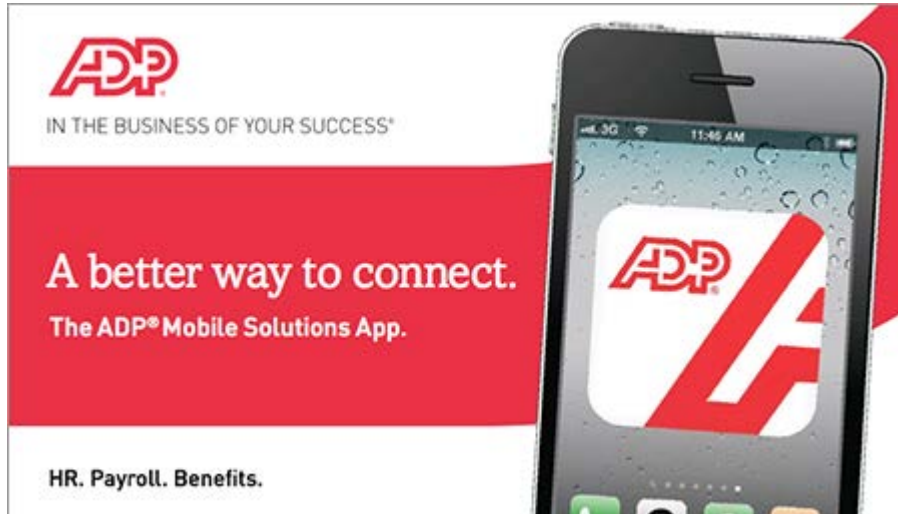 ADP®
IN THE BUSINESS OF YOUR SUCCESS®
A better way to connect.
The ADP® Mobile Solutions App.
HR. Payroll. Benefits.
3G 11:46 AM
ADP®